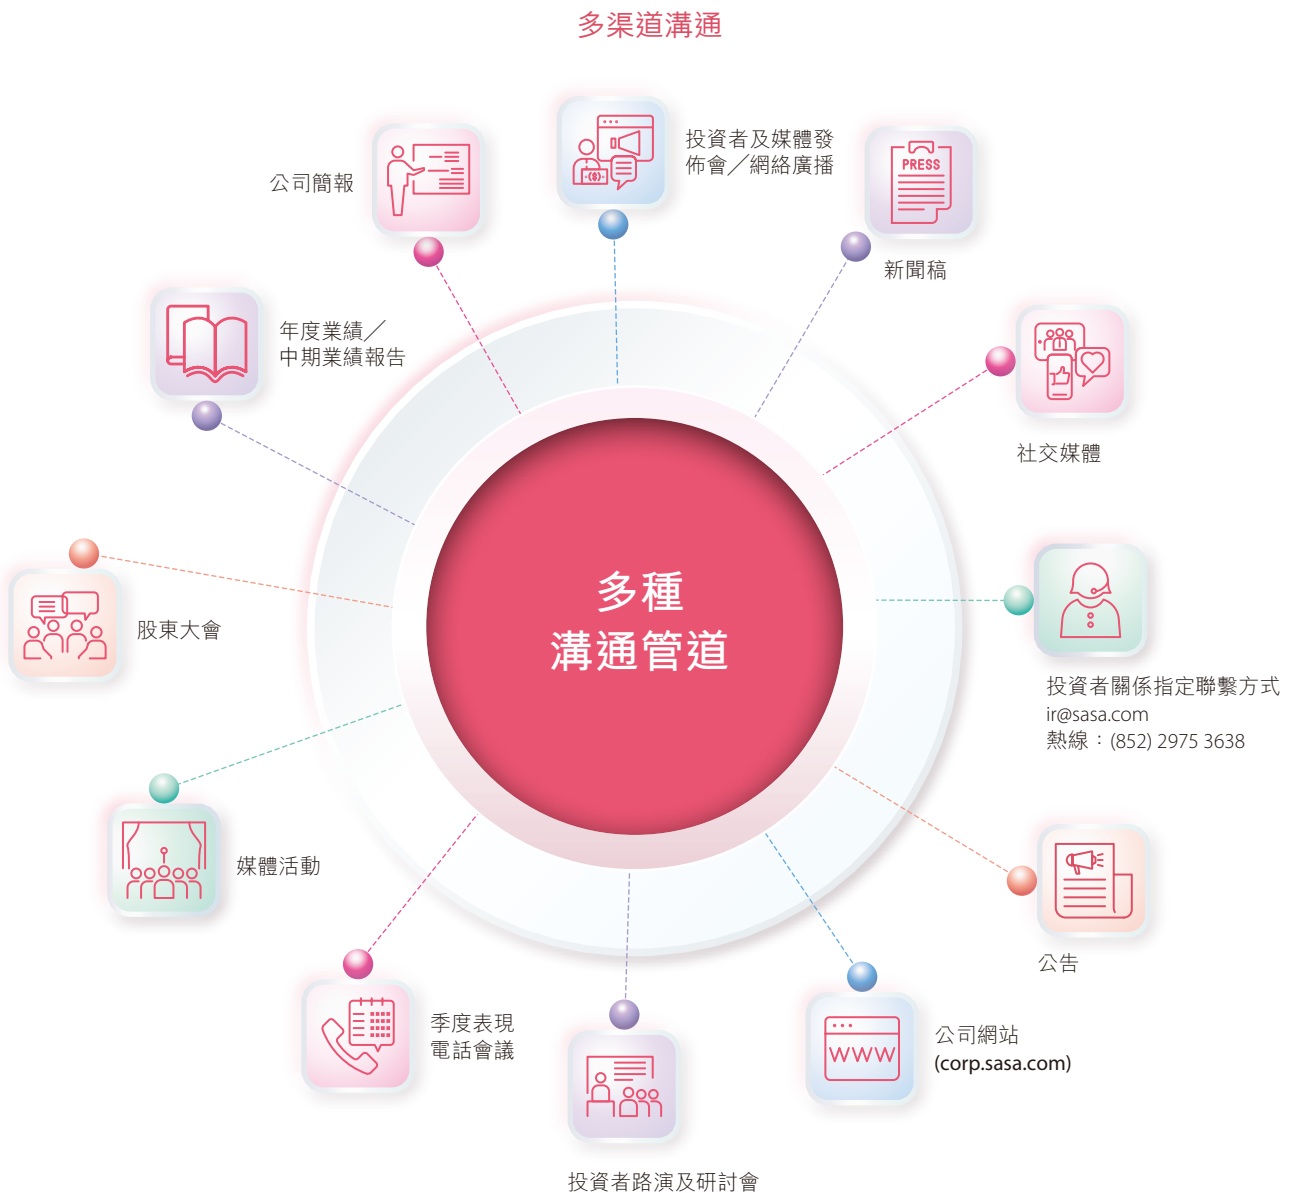 多渠道溝通
投資者及媒體發
佈會／網絡廣播
PRESS
新聞稿
社交媒體
投資者關係指定聯繫方式
ir@sasa.com
熱線：(852) 2975 3638
公告
公司網站
(corp.sasa.com)
WWW
投資者路演及研討會
季度表現
電話會議
媒體活動
股東大會
年度業績／
中期業績報告
公司簡報
多種
溝通管道